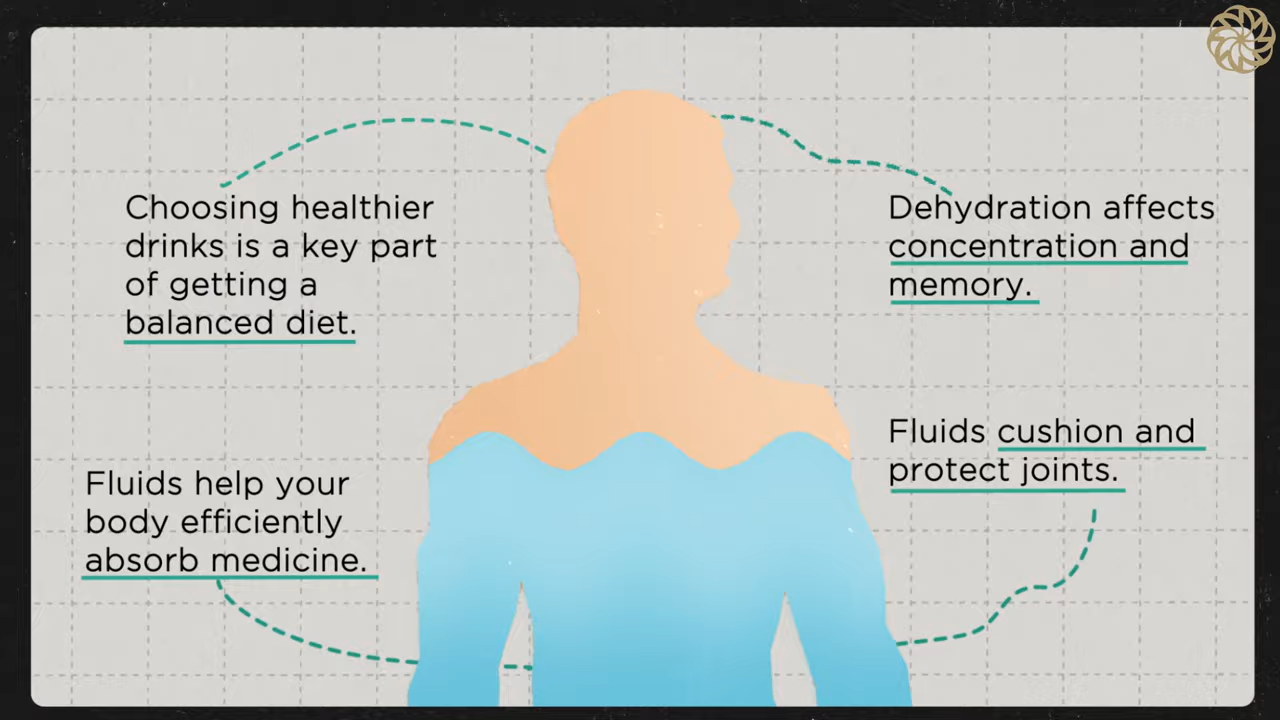 Choosing healthier
drinks is a key part
of getting a
balanced diet.
Dehydration affects
concentration and
memory.
Fluids help your
body efficiently
absorb medicine.
Fluids cushion and
protect joints.